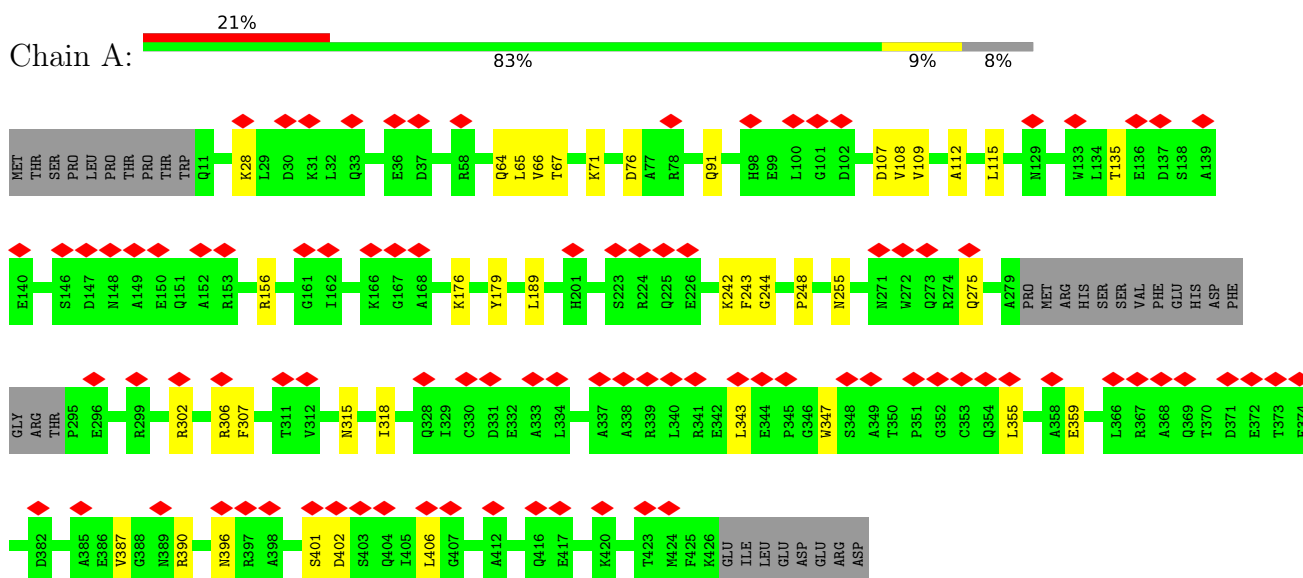 21%
Chain A:
83% 9% 8%
MET THR SER PRO LEU PRO THR PRO THR TRP Q11 K28 L29 D30 K31 L32 Q33 E36 D37 R58 Q64 L65 V66 T67 K71 D76 A77 R78 Q91 H98 E99 L100 G101 D102 D107 V108 V109 A112 L115 N129 W133 L134 T135 E136 D137 S138 A139
E140 S146 D147 N148 A149 E150 Q151 A152 R153 R156 G161 I162 K166 G167 A168 K176 Y179 L189 H201 S223 R224 Q225 E226 K242 F243 G244 P248 N255 N271 W272 Q273 R274 Q275 A279 PRO MET ARG HIS SER SER VAL PHE GLU HIS ASP PHE
GLY ARG THR P295 E296 R299 R302 R306 F307 T311 V312 N315 I318 Q328 I329 C330 D331 E332 A333 L334 A337 A338 R339 L340 R341 E342 L343 E344 P345 G346 W347 S348 A349 T350 P351 G352 C353 Q354 L355 A358 E359 L366 R367 A368 Q369 T370 D371 E372 T373 E374
D382 A385 E386 V387 G388 N389 R390 N396 R397 A398 S401 D402 S403 Q404 I405 L406 G407 A412 Q416 E417 K420 T423 M424 F425 K426 GLU ILE LEU GLU ASP GLU ARG ASP